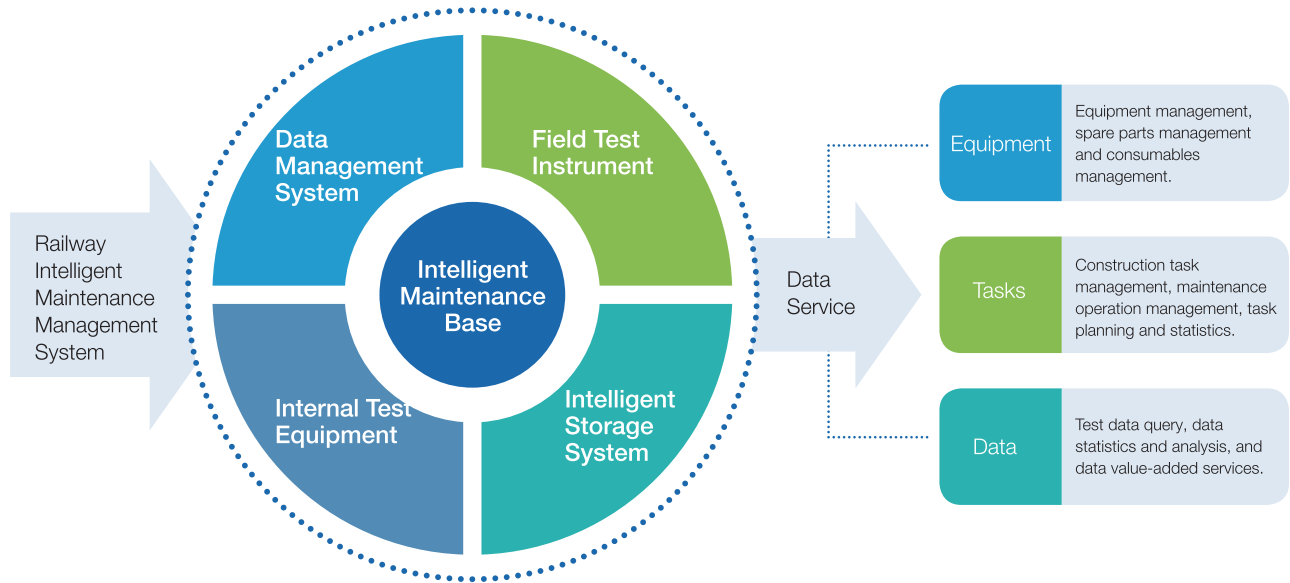 Railway
Intelligent
Maintenance
Management
System
Data
Management
System
Field Test
Instrument
Intelligent
Maintenance
Base
Internal Test
Equipment
Intelligent
Storage
System
Data
Service
Equipment
Equipment management,
spare parts management
and consumables
management.
Tasks
Construction task
management, maintenance
operation management, task
planning and statistics.
Data
Test data query, data
statistics and analysis, and
data value-added services.